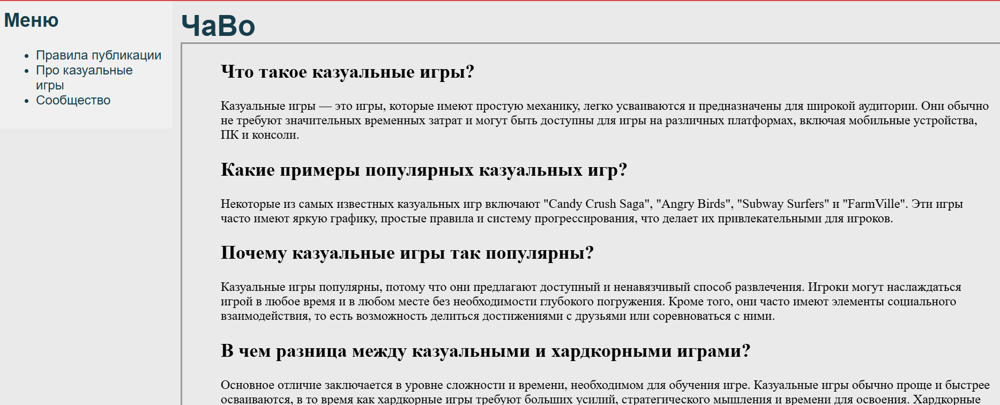 Меню
Правила публикации
Про казуальные
игры
Сообщество
ЧаВо
Что такое казуальные игры?
Казуальные игры — это игры, которые имеют простую механику, легко усваиваются и предназначены для широкой аудитории. Они обычно
не требуют значительных временных затрат и могут быть доступны для игры на различных платформах, включая мобильные устройства,
ПК и консоли.
Какие примеры популярных казуальных игр?
Некоторые из самых известных казуальных игр включают "Candy Crush Saga", "Angry Birds", "Subway Surfers" и "FarmVille". Эти игры
часто имеют яркую графику, простые правила и систему прогрессирования, что делает их привлекательными для игроков.
Почему казуальные игры так популярны?
Казуальные игры популярны, потому что они предлагают доступный и ненавязчивый способ развлечения. Игроки могут наслаждаться
игрой в любое время и в любом месте без необходимости глубокого погружения. Кроме того, они часто имеют элементы социального
взаимодействия, то есть возможность делиться достижениями с друзьями или соревноваться с ними.
В чем разница между казуальными и хардкорными играми?
Основное отличие заключается в уровне сложности и времени, необходимом для обучения игре. Казуальные игры обычно проще и быстрее
осваиваются, в то время как хардкорные игры требуют больших усилий, стратегического мышления и времени для освоения. Хардкорные